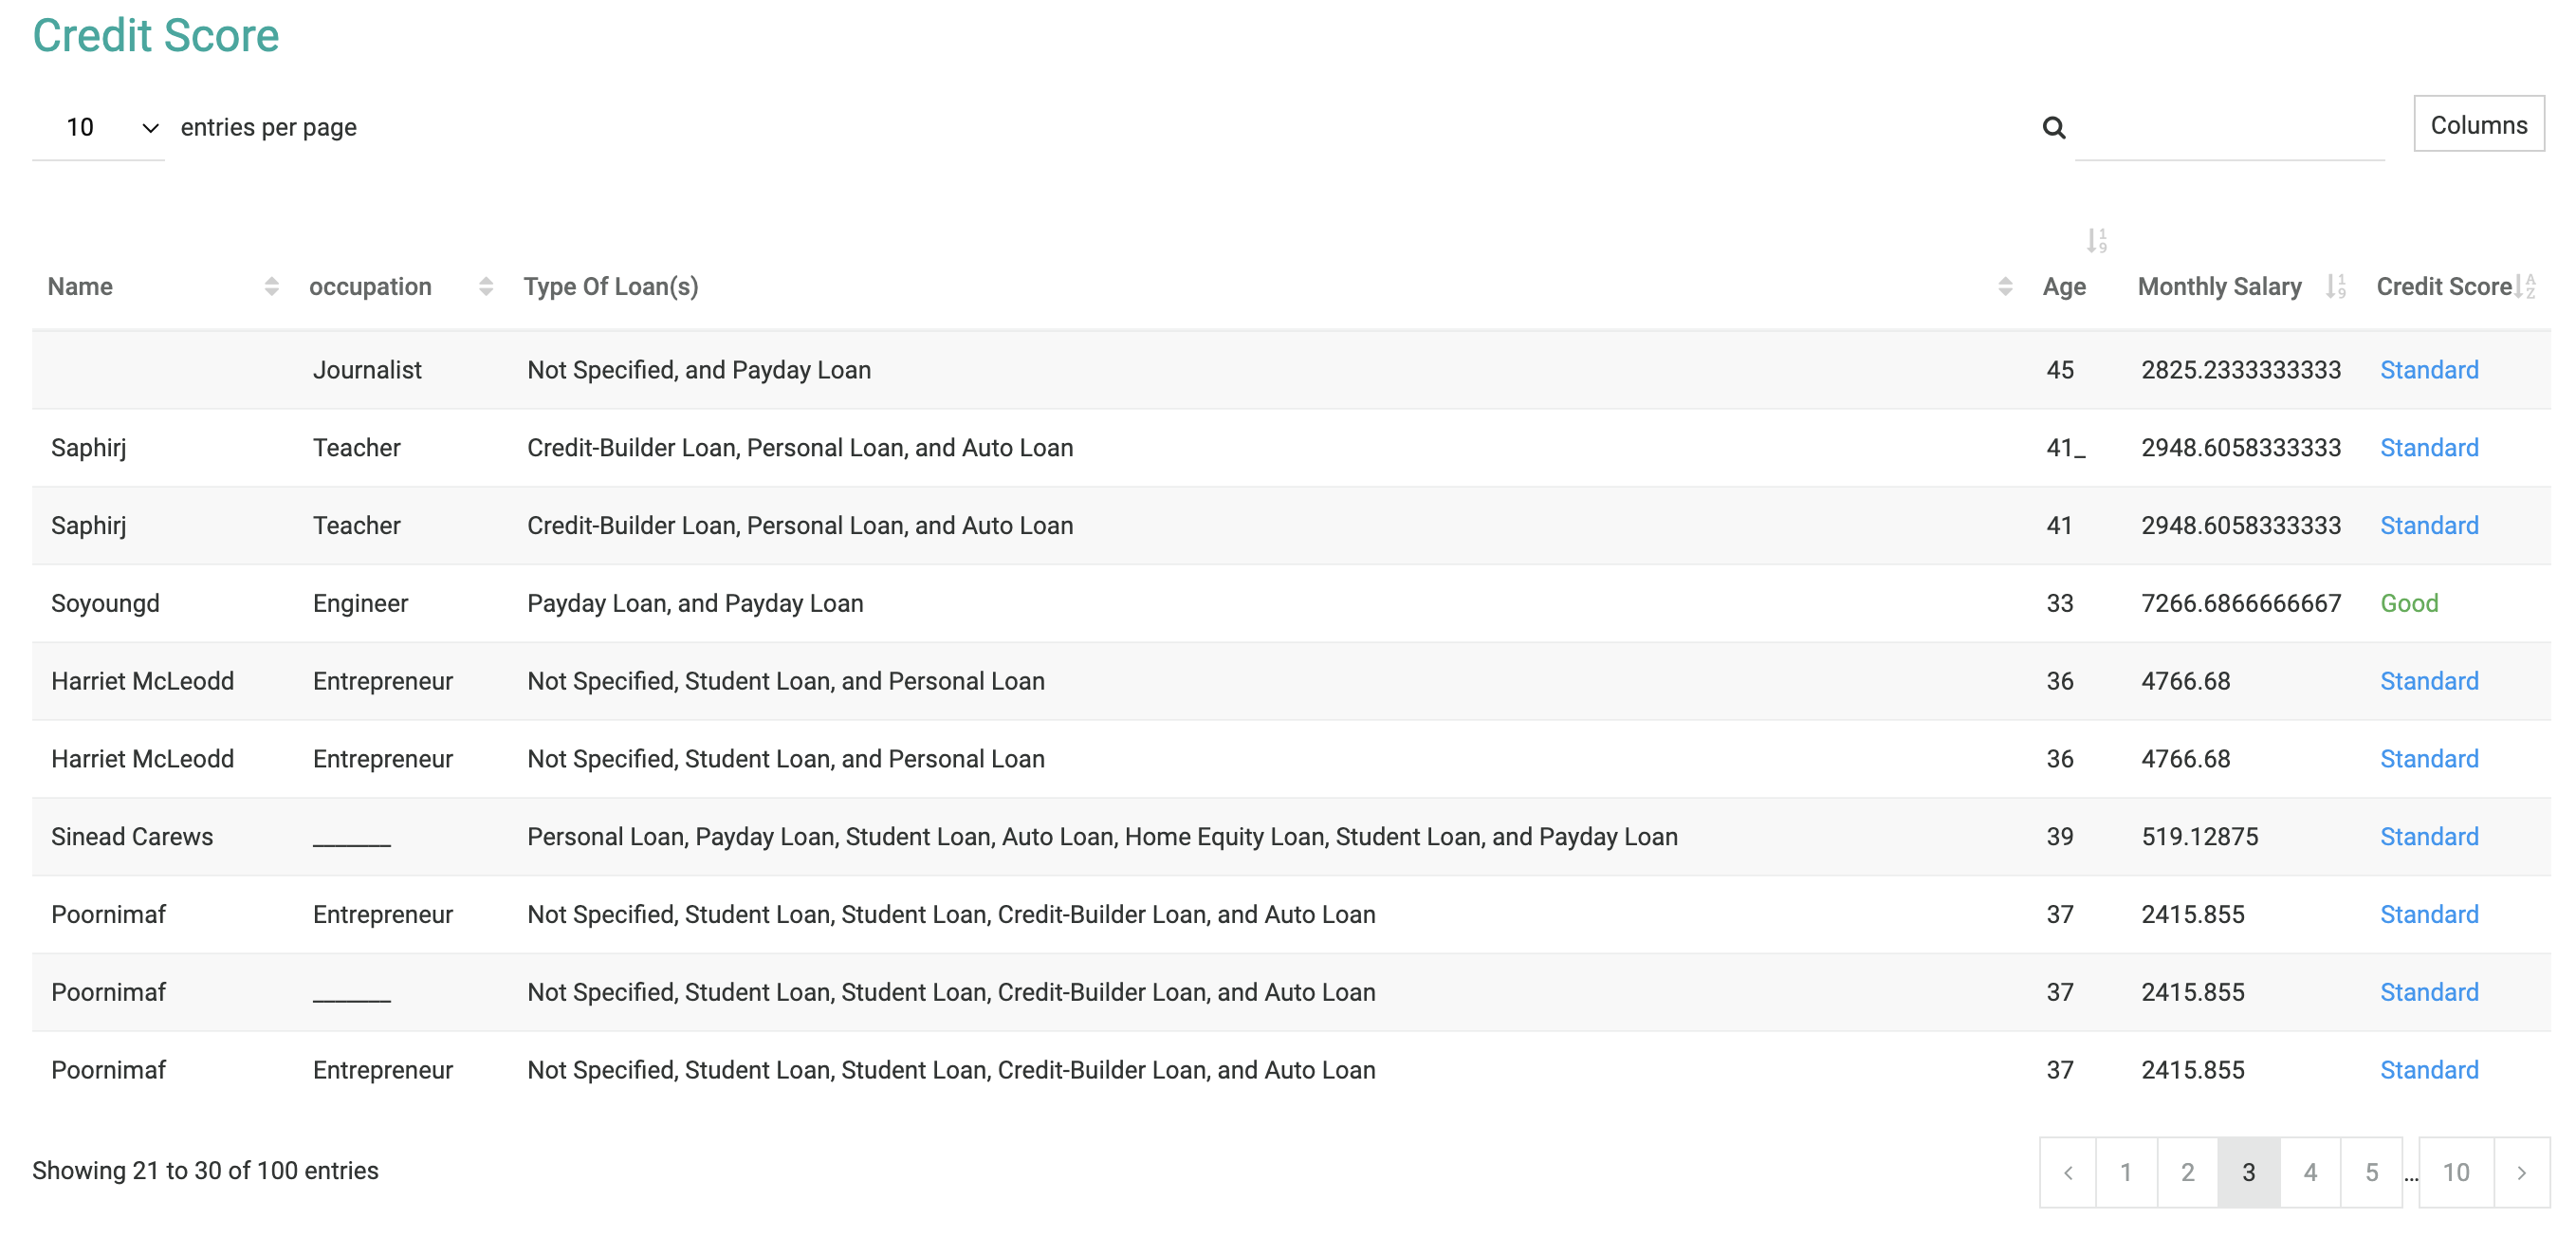 Credit Score
10 entries per page Columns
Name occupation Type Of Loan(s) Age Monthly Salary Credit Score
Journalist Not Specified, and Payday Loan 45 2825.2333333333 Standard
Saphirj Teacher Credit-Builder Loan, Personal Loan, and Auto Loan 41_ 2948.6058333333 Standard
Saphirj Teacher Credit-Builder Loan, Personal Loan, and Auto Loan 41 2948.6058333333 Standard
Soyoungd Engineer Payday Loan, and Payday Loan 33 7266.6866666667 Good
Harriet McLeodd Entrepreneur Not Specified, Student Loan, and Personal Loan 36 4766.68 Standard
Harriet McLeodd Entrepreneur Not Specified, Student Loan, and Personal Loan 36 4766.68 Standard
Sinead Carews _______ Personal Loan, Payday Loan, Student Loan, Auto Loan, Home Equity Loan, Student Loan, and Payday Loan 39 519.12875 Standard
Poornimaf Entrepreneur Not Specified, Student Loan, Student Loan, Credit-Builder Loan, and Auto Loan 37 2415.855 Standard
Poornimaf _______ Not Specified, Student Loan, Student Loan, Credit-Builder Loan, and Auto Loan 37 2415.855 Standard
Poornimaf Entrepreneur Not Specified, Student Loan, Student Loan, Credit-Builder Loan, and Auto Loan 37 2415.855 Standard
Showing 21 to 30 of 100 entries ‹ 1 2 3 4 5 … 10 ›